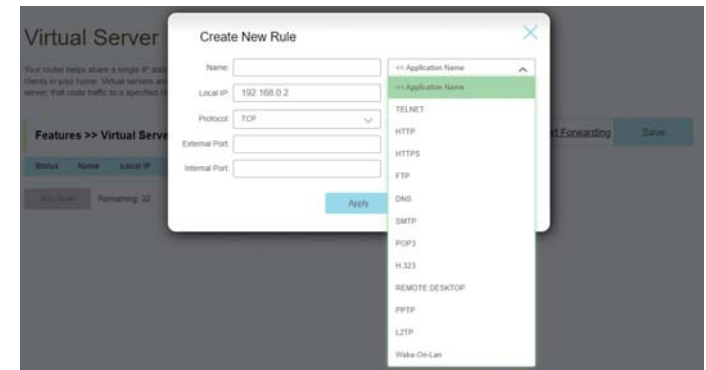 Virtual Server
Create New Rule
Your router helps share a single IP
clients in your home. Virtual servers are
server, that route traffic to a specified
Name:
<< Application Name
Local IP: 192.168.0.2
Protocol: TCP
External Port:
Internal Port:
Apply
<< Application Name
TELNET
HTTP
HTTPS
FTP
DNS
SMTP
POP3
H.323
REMOTE DESKTOP
PPTP
L2TP
Wake-On-Lan
Features >> Virtual Serve
rt Forwarding
Save
Status Name Local IP
Add Rule Remaining: 32